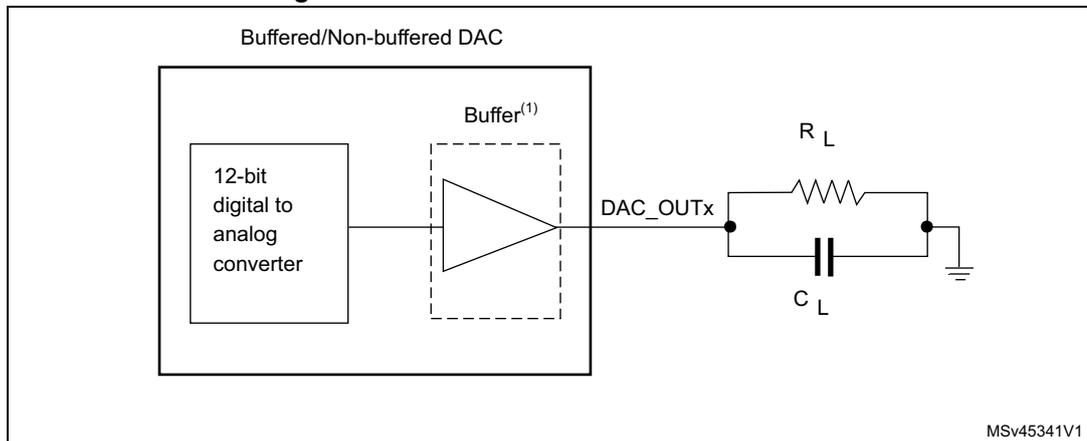 Buffered/Non-buffered DAC
Buffer(1)
12-bit
digital to
analog
converter
DAC_OUTx
R L
C L
MSv45341V1